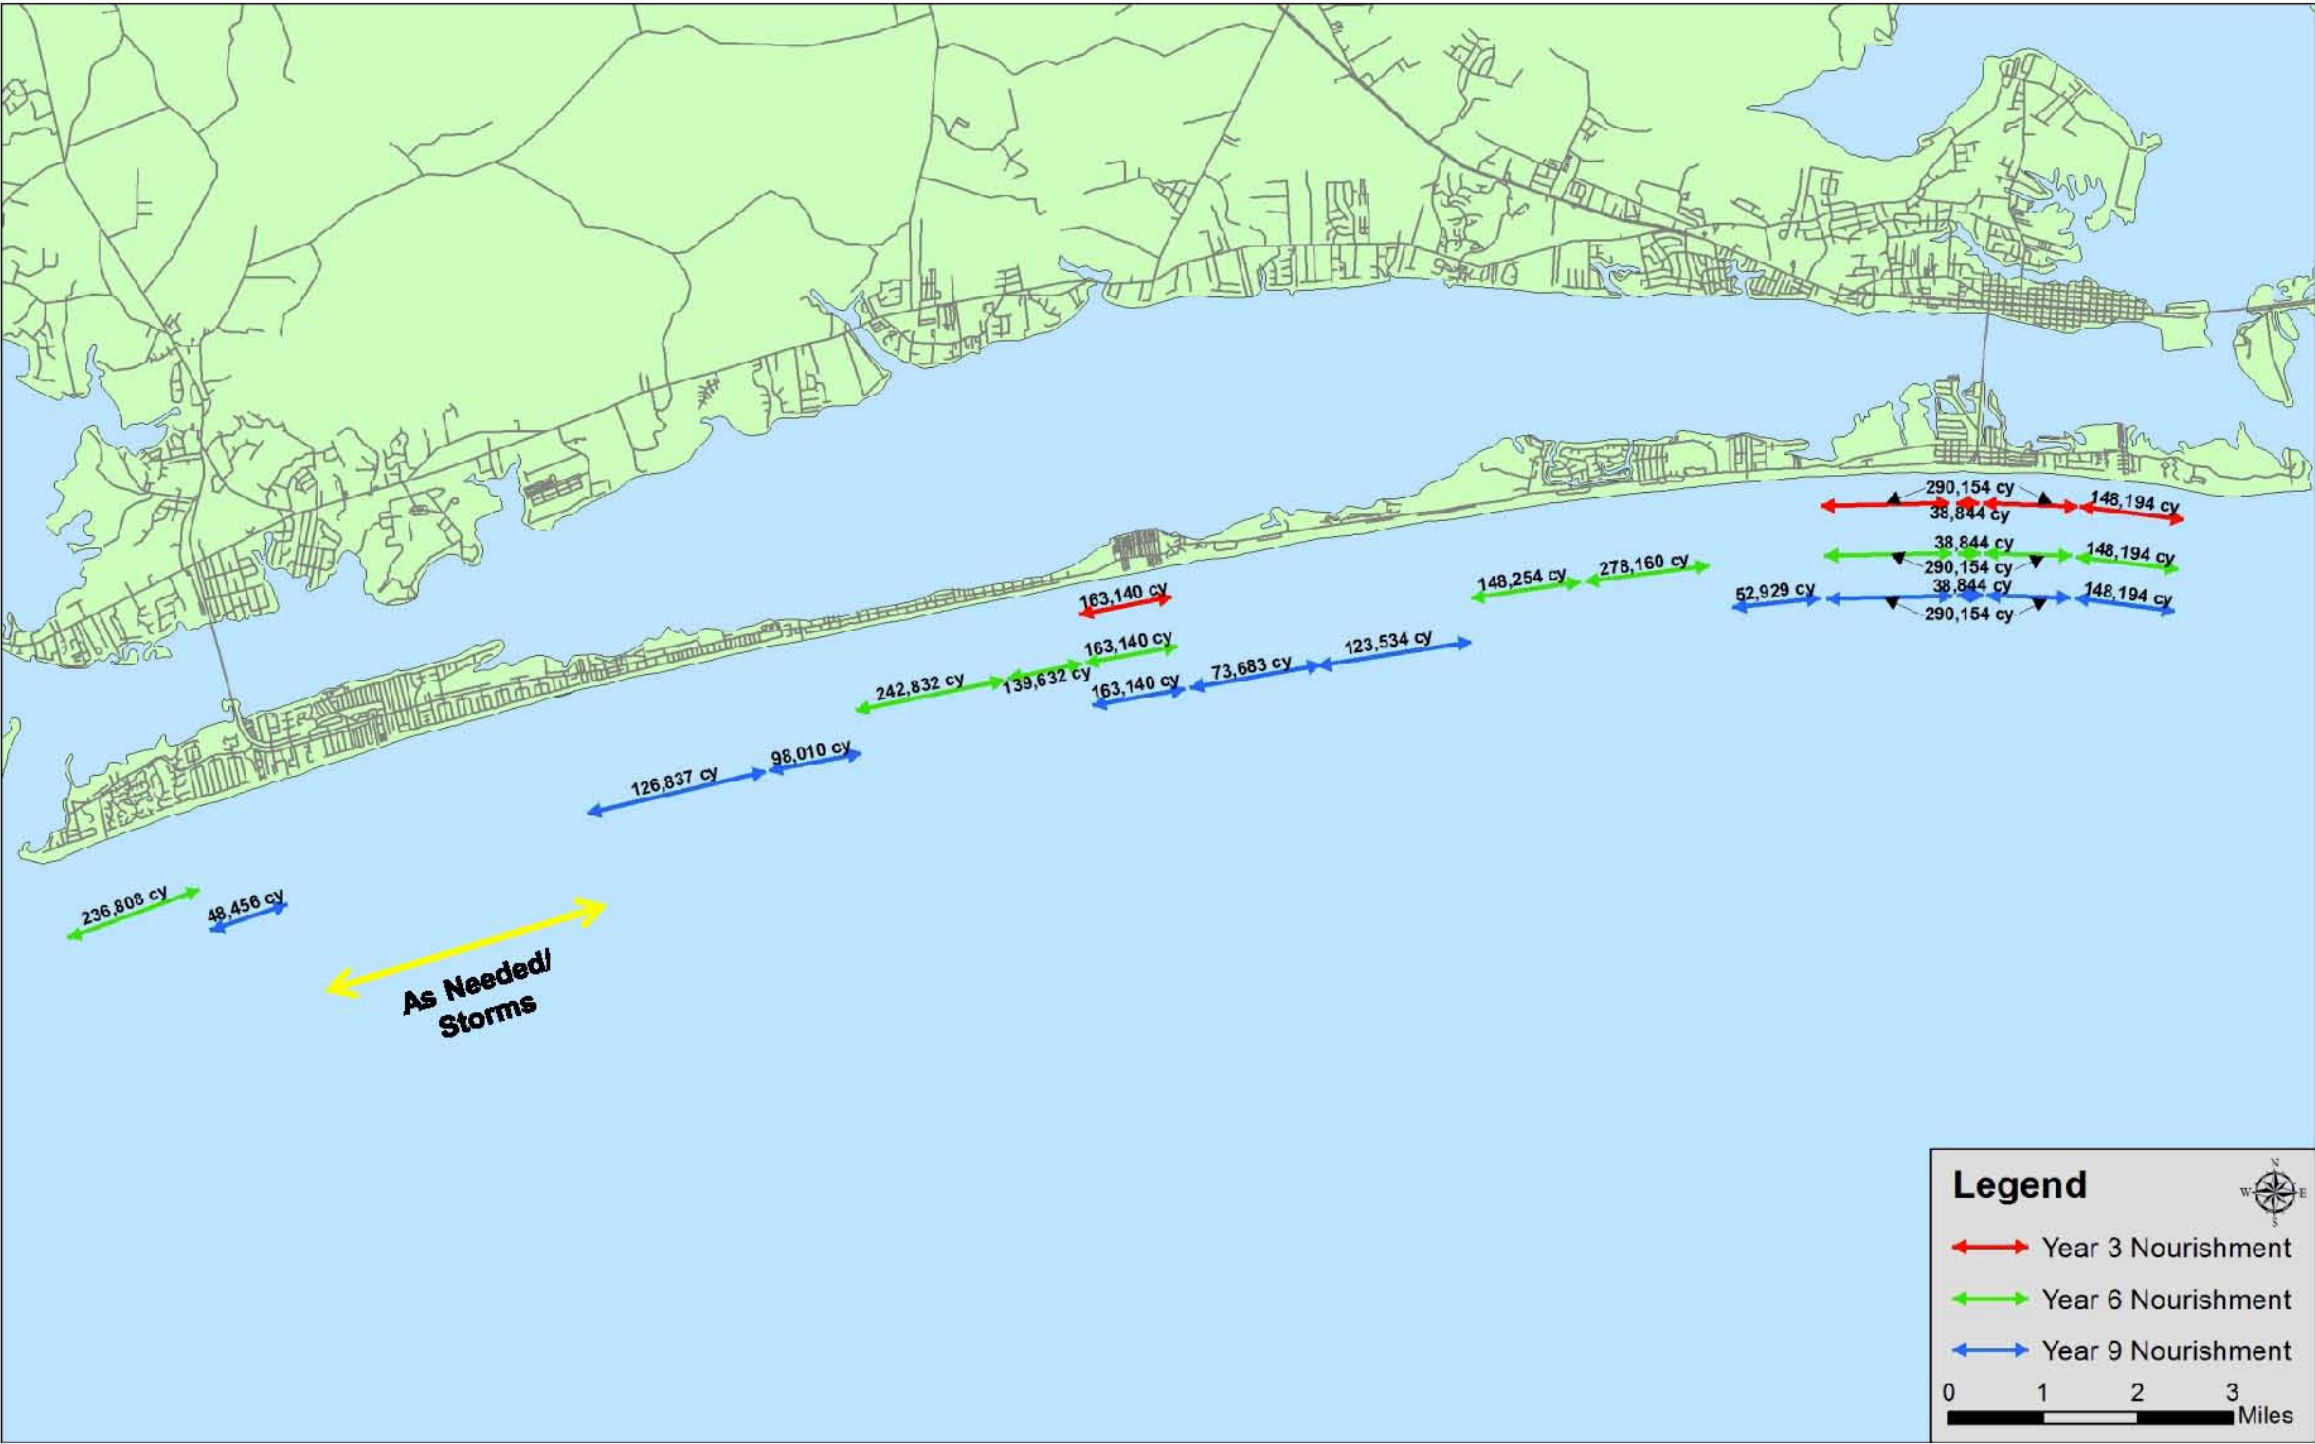 290,154 cy
148,194 cy
38,844 cy
38,844 cy
148,194 cy
290,154 cy
38,844 cy
148,194 cy
290,154 cy
52,929 cy
278,160 cy
148,254 cy
163,140 cy
163,140 cy
123,534 cy
73,683 cy
139,632 cy
163,140 cy
242,832 cy
98,010 cy
126,837 cy
236,808 cy
48,456 cy
As Needed/
Storms
Legend
N
W E
S
Year 3 Nourishment
Year 6 Nourishment
Year 9 Nourishment
0 1 2 3
Miles